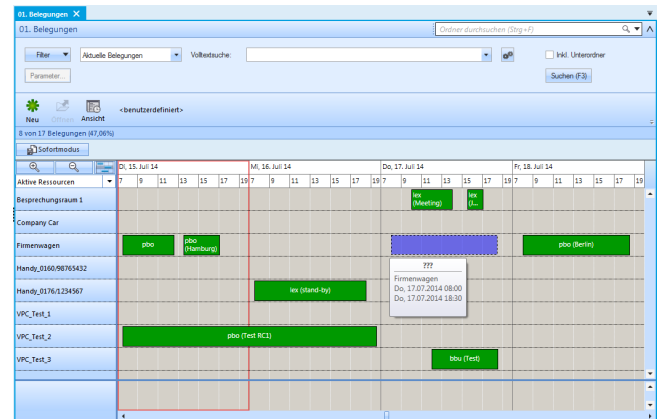 01. Belegungen X
01. Belegungen
Ordner durchsuchen (Strg+F)
Filter
Aktuelle Belegungen
Volltextsuche:
Inkl. Unterordner
Parameter...
Suchen (F3)
Neu
Öffnen
Ansicht
<benutzerdefiniert>
8 von 17 Belegungen (47,06%)
Sofortmodus
Di, 15. Juli 14
Mi, 16. Juli 14
Do, 17. Juli 14
Fr, 18. Juli 14
Aktive Ressourcen
7 9 11 13 15 17 19 7 9 11 13 15 17 19 7 9 11 13 15 17 19 7 9 11 13 15 17 19
Besprechungsraum 1
lex (Meeting)
lex (J...
Company Car
Firmenwagen
pbo
pbo (Hamburg)
pbo (Berlin)
Handy_0160/98765432
???
Firmenwagen
Do, 17.07.2014 08:00
Do, 17.07.2014 18:30
Handy_0176/1234567
lex (stand-by)
VPC_Test_1
VPC_Test_2
pbo (Test RC1)
VPC_Test_3
bbu (Test)